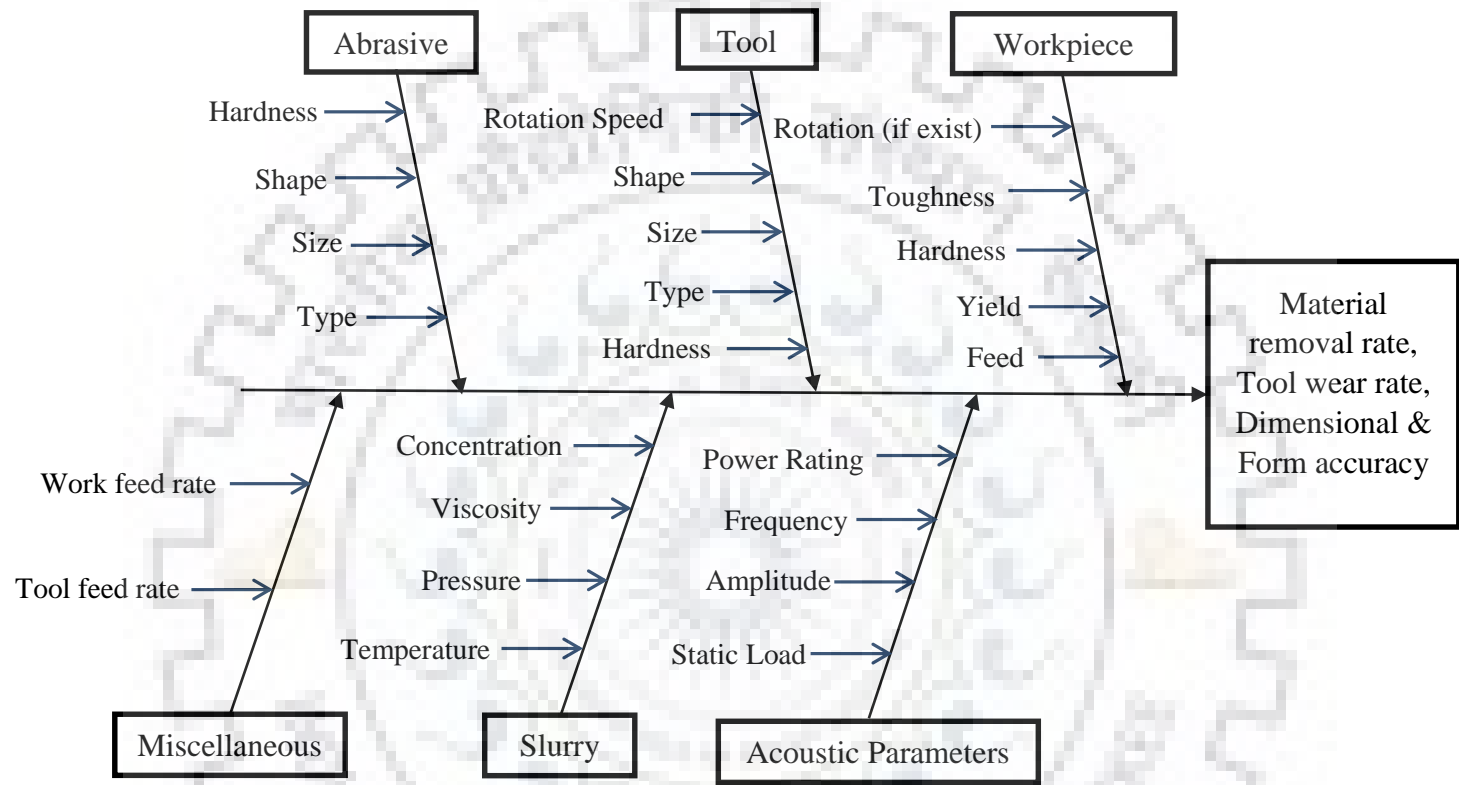 Abrasive
Hardness
Shape
Size
Type
Tool
Rotation Speed
Shape
Size
Type
Hardness
Workpiece
Rotation (if exist)
Toughness
Hardness
Yield
Feed
Material
removal rate,
Tool wear rate,
Dimensional &
Form accuracy
Work feed rate
Tool feed rate
Miscellaneous
Concentration
Viscosity
Pressure
Temperature
Slurry
Power Rating
Frequency
Amplitude
Static Load
Acoustic Parameters